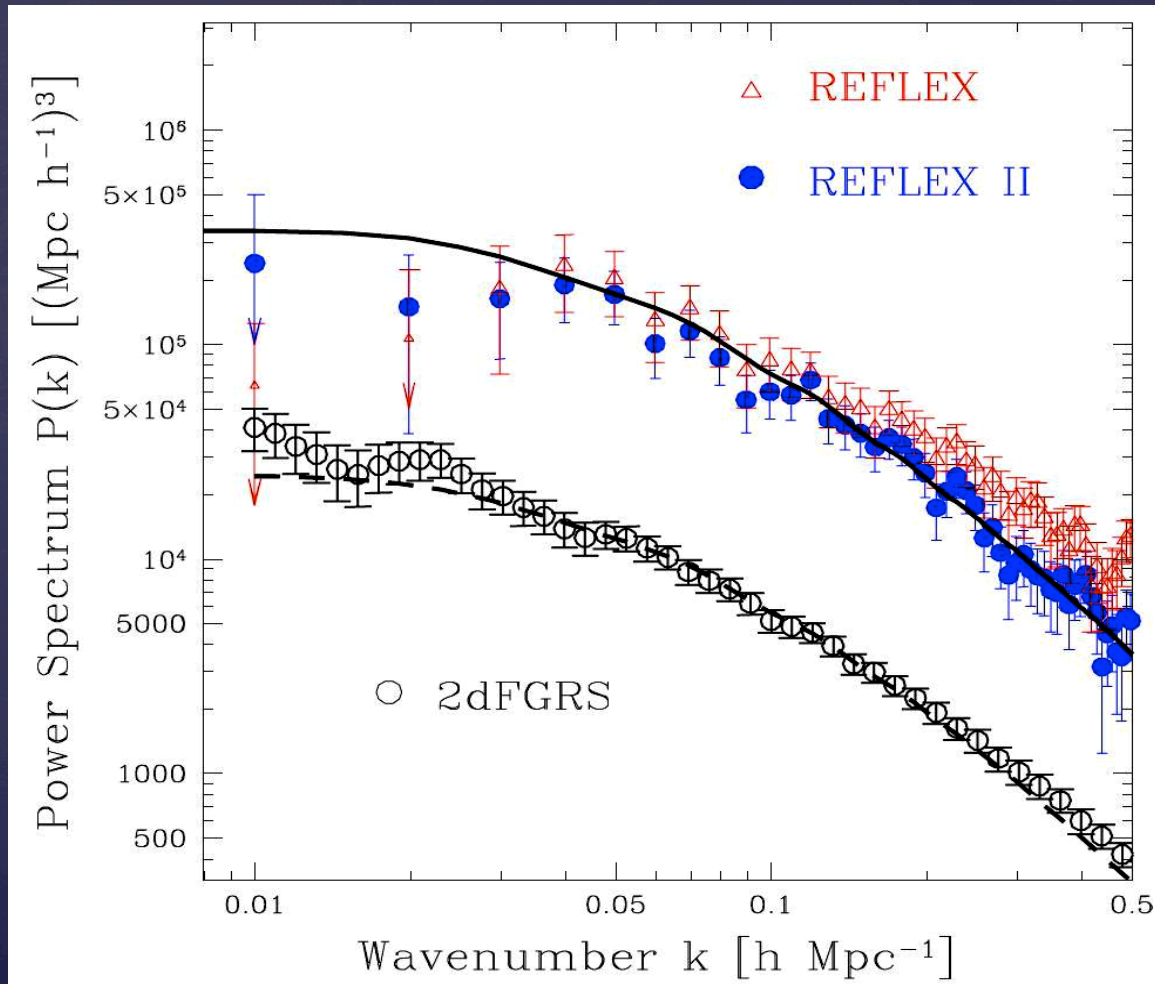 Power Spectrum P(k) [(Mpc h⁻¹)³]
10⁶
5×10⁵
10⁵
5×10⁴
10⁴
5000
1000
500
REFLEX
REFLEX II
2dFGRS
0.01
0.05
0.1
0.5
Wavenumber k [h Mpc⁻¹]